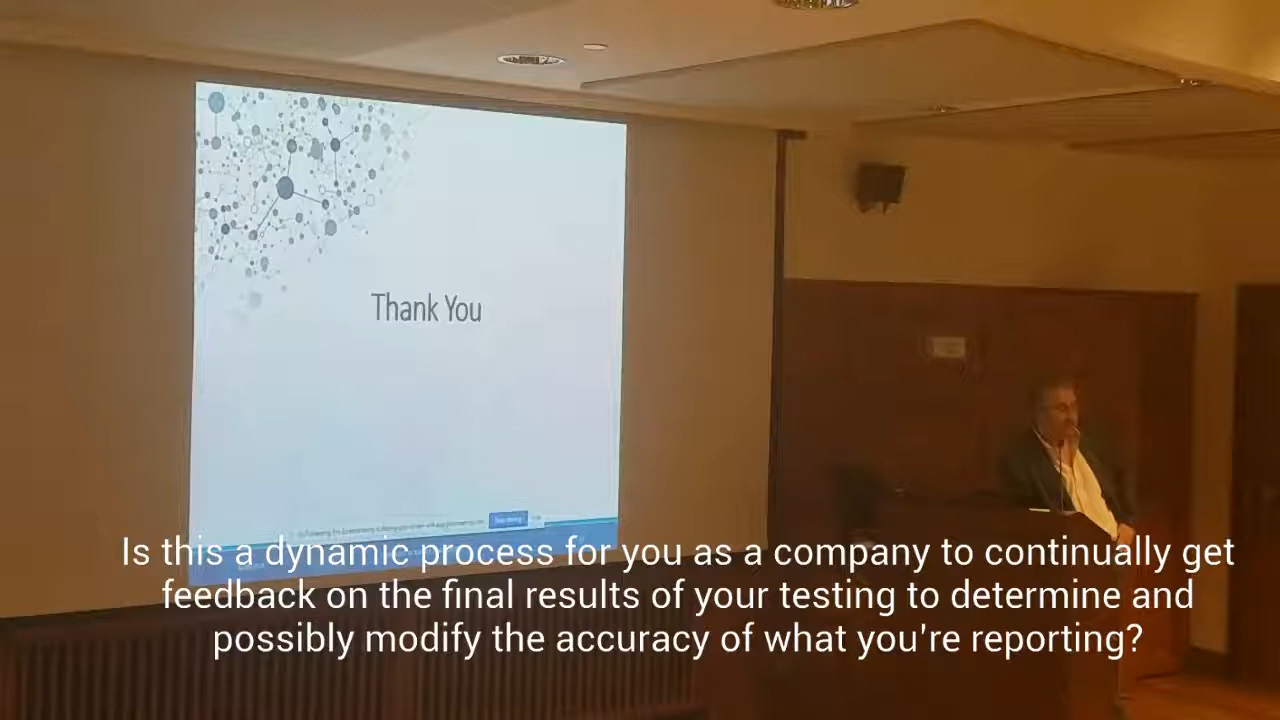 Thank You
Is this a dynamic process for you as a company to continually get
feedback on the final results of your testing to determine and
possibly modify the accuracy of what you're reporting?